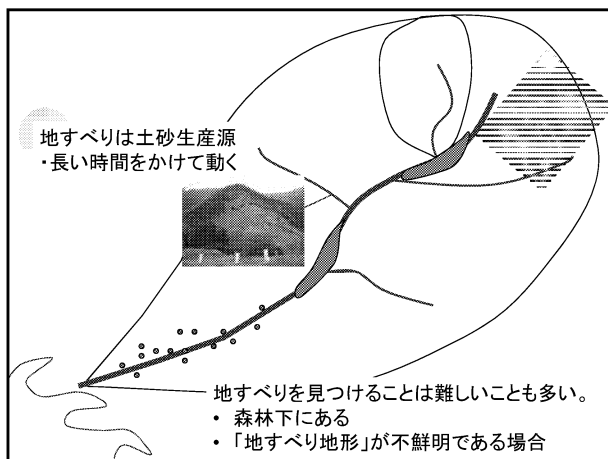 地すべりは土砂生産源
・長い時間をかけて動く
地すべりを見つけることは難しいことも多い。
・ 森林下にある
・ 「地すべり地形」が不鮮明である場合